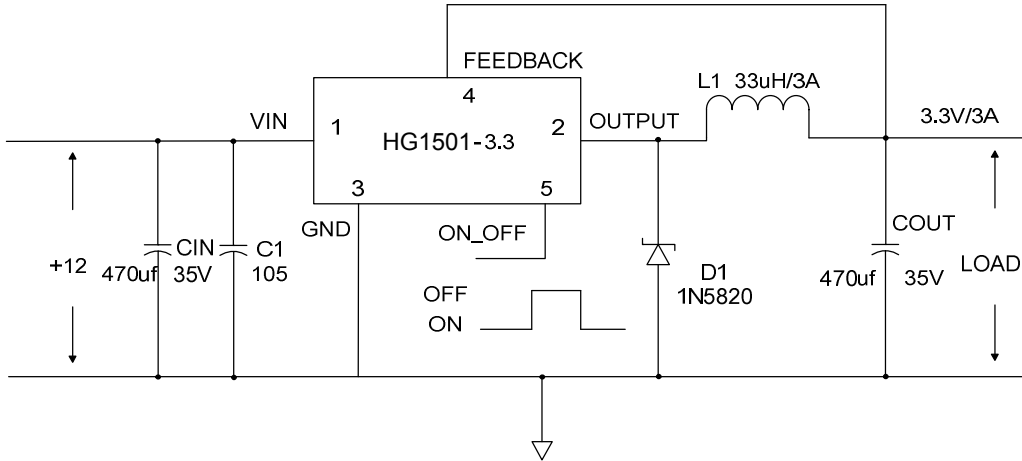 FEEDBACK
4
L1 33uH/3A
VIN
1
HG1501-3.3
2
OUTPUT
3.3V/3A
3
5
GND
ON_OFF
COUT
CIN
C1
+12
470uf 35V
105
D1
1N5820
470uf 35V
LOAD
OFF
ON